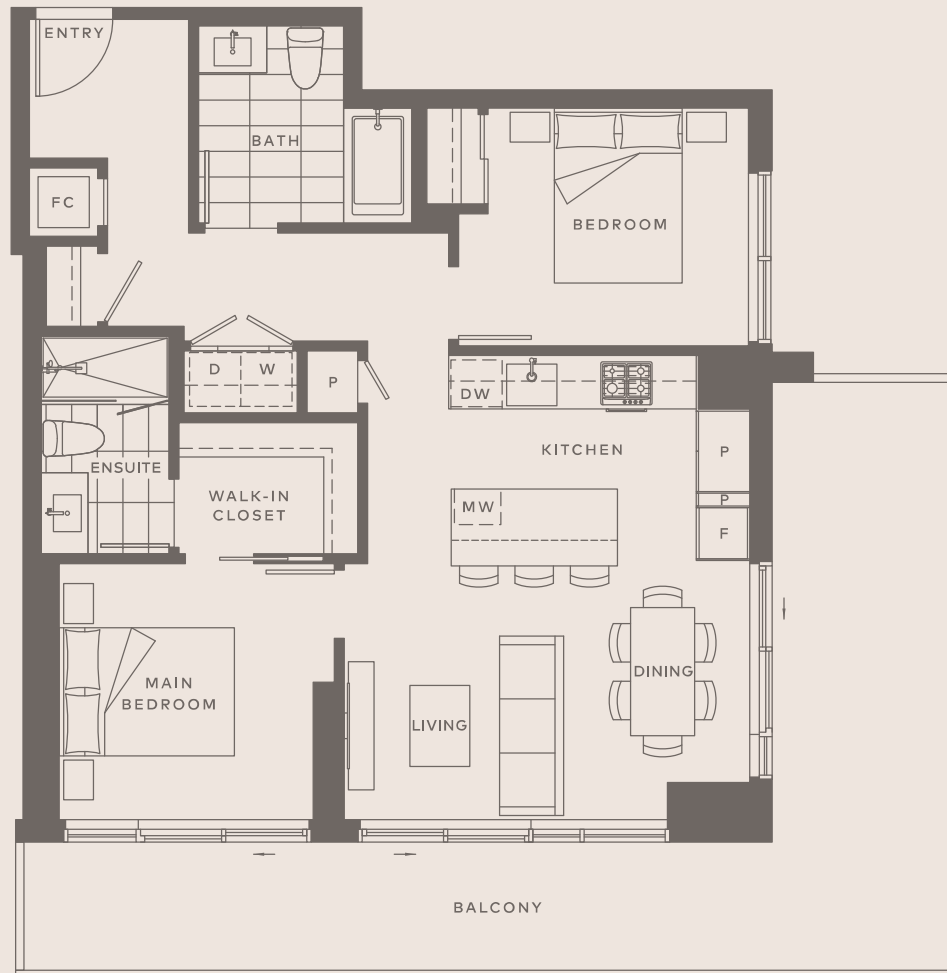 ENTRY
BATH
FC
BEDROOM
D
W
P
DW
KITCHEN
P
ENSUITE
WALK-IN
CLOSET
MW
P
F
MAIN
BEDROOM
DINING
LIVING
BALCONY